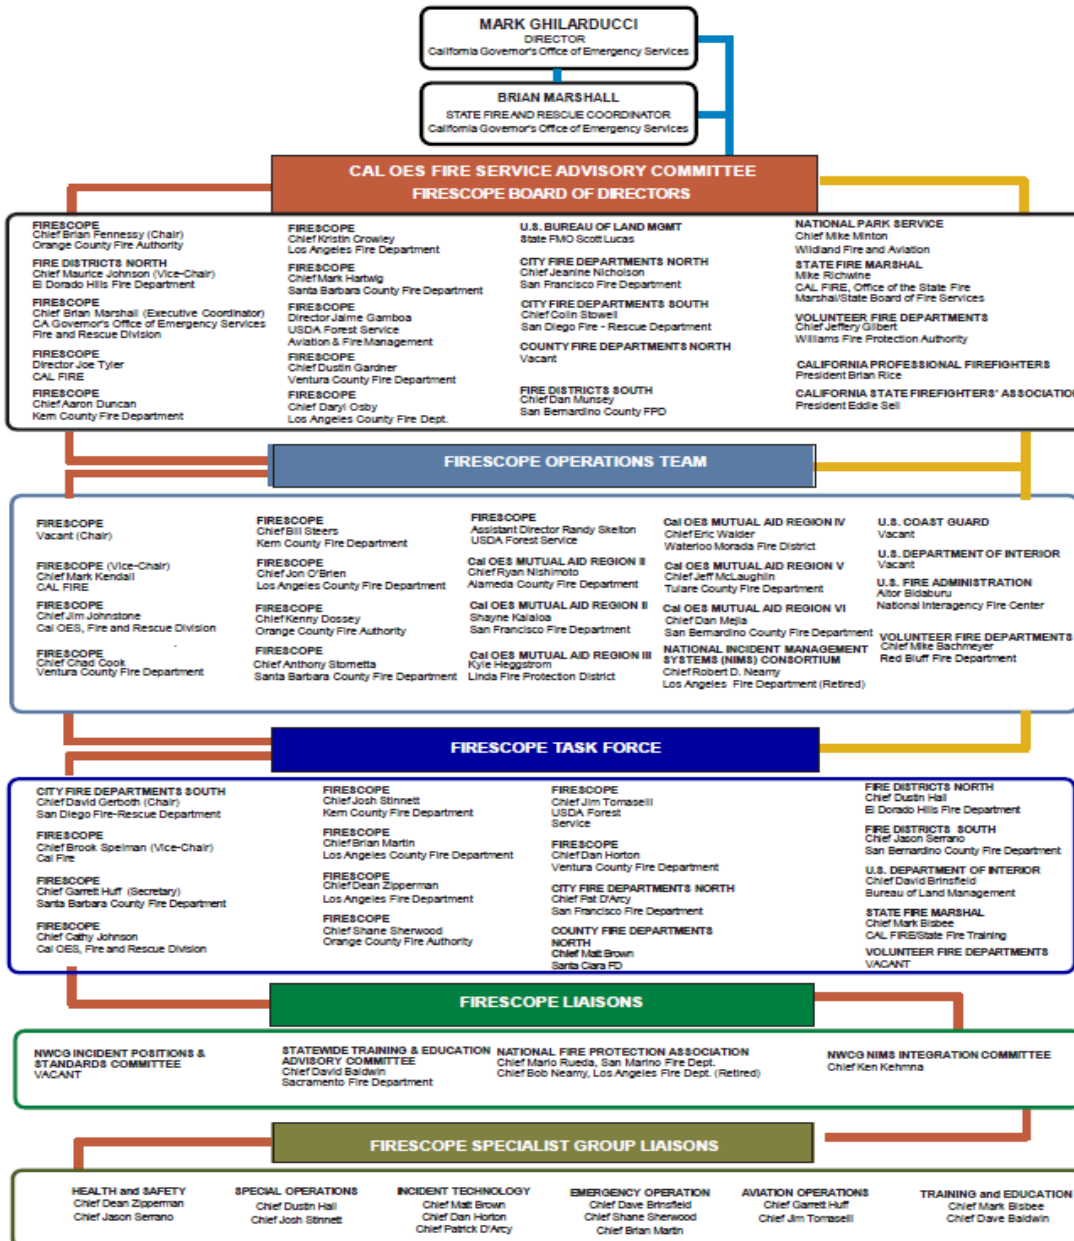 MARK GHILARDUCCI
DIRECTOR
California Governor's Office of Emergency Services
BRIAN MARSHALL
STATE FIRE AND RESCUE COORDINATOR
California Governor's Office of Emergency Services
CAL OES FIRE SERVICE ADVISORY COMMITTEE
FIRESCOPE BOARD OF DIRECTORS
FIRESCOPE
Chief Brian Fennessy (Chair)
Orange County Fire Authority
FIRE DISTRICTS NORTH
Chief Maurice Johnson (Vice-Chair)
El Dorado Hills Fire Department
FIRESCOPE
Chief Brian Marshall (Executive Coordinator)
CA Governor's Office of Emergency Services
Fire and Rescue Division
FIRESCOPE
Director Joe Tyler
CAL FIRE
FIRESCOPE
Chief Aaron Duncan
Kern County Fire Department
FIRESCOPE
Chief Kristin Crowley
Los Angeles Fire Department
FIRESCOPE
Chief Mark Hartwig
Santa Barbara County Fire Department
FIRESCOPE
Director Jaime Gamboa
USDA Forest Service
Aviation & Fire Management
FIRESCOPE
Chief Dustin Gardner
Ventura County Fire Department
FIRESCOPE
Chief Daryl Osby
Los Angeles County Fire Dept.
U.S. BUREAU OF LAND MGMT
State FMO Scott Lucas
CITY FIRE DEPARTMENTS NORTH
Chief Jeanine Nicholson
San Francisco Fire Department
CITY FIRE DEPARTMENTS SOUTH
Chief Colin Stowell
San Diego Fire - Rescue Department
COUNTY FIRE DEPARTMENTS NORTH
Vacant
FIRE DISTRICTS SOUTH
Chief Dan Munsey
San Bernardino County FPD
NATIONAL PARK SERVICE
Chief Mike Minton
Wildland Fire and Aviation
STATE FIRE MARSHAL
Mike Richwine
CAL FIRE, Office of the State Fire
Marshal/State Board of Fire Services
VOLUNTEER FIRE DEPARTMENTS
Chief Jeffery Gilbert
Williams Fire Protection Authority
CALIFORNIA PROFESSIONAL FIREFIGHTERS
President Brian Rice
CALIFORNIA STATE FIREFIGHTERS' ASSOCIATION
President Eddie Sell
FIRESCOPE OPERATIONS TEAM
FIRESCOPE
Vacant (Chair)
FIRESCOPE (Vice-Chair)
Chief Mark Kendall
CAL FIRE
FIRESCOPE
Chief Jim Johnstone
Cal OES, Fire and Rescue Division
FIRESCOPE
Chief Chad Cook
Ventura County Fire Department
FIRESCOPE
Chief Bill Steers
Kern County Fire Department
FIRESCOPE
Chief Jon O'Brien
Los Angeles County Fire Department
FIRESCOPE
Chief Kenny Dossey
Orange County Fire Authority
FIRESCOPE
Chief Anthony Stornetta
Santa Barbara County Fire Department
FIRESCOPE
Assistant Director Randy Skelton
USDA Forest Service
Cal OES MUTUAL AID REGION II
Chief Ryan Nishimoto
Alameda County Fire Department
Cal OES MUTUAL AID REGION II
Shayne Kaialoa
San Francisco Fire Department
Cal OES MUTUAL AID REGION III
Kyle Heggstrom
Linda Fire Protection District
Cal OES MUTUAL AID REGION IV
Chief Eric Walder
Waterloo Morada Fire District
Cal OES MUTUAL AID REGION V
Chief Jeff McLaughlin
Tulare County Fire Department
Cal OES MUTUAL AID REGION VI
Chief Dan Mejia
San Bernardino County Fire Department
NATIONAL INCIDENT MANAGEMENT
SYSTEMS (NIMS) CONSORTIUM
Chief Robert D. Neamy
Los Angeles Fire Department (Retired)
U.S. COAST GUARD
Vacant
U.S. DEPARTMENT OF INTERIOR
Vacant
U.S. FIRE ADMINISTRATION
Aitor Bidaburu
National Interagency Fire Center
VOLUNTEER FIRE DEPARTMENTS
Chief Mike Bachmeyer
Red Bluff Fire Department
FIRESCOPE TASK FORCE
CITY FIRE DEPARTMENTS SOUTH
Chief David Gerboth (Chair)
San Diego Fire-Rescue Department
FIRESCOPE
Chief Brook Spelman (Vice-Chair)
Cal Fire
FIRESCOPE
Chief Garrett Huff (Secretary)
Santa Barbara County Fire Department
FIRESCOPE
Chief Cathy Johnson
Cal OES, Fire and Rescue Division
FIRESCOPE
Chief Josh Stinnett
Kern County Fire Department
FIRESCOPE
Chief Brian Martin
Los Angeles County Fire Department
FIRESCOPE
Chief Dean Zipperman
Los Angeles Fire Department
FIRESCOPE
Chief Shane Sherwood
Orange County Fire Authority
FIRESCOPE
Chief Jim Tomaselli
USDA Forest
Service
FIRESCOPE
Chief Dan Horton
Ventura County Fire Department
CITY FIRE DEPARTMENTS NORTH
Chief Pat D'Arcy
San Francisco Fire Department
COUNTY FIRE DEPARTMENTS
NORTH
Chief Matt Brown
Santa Clara FD
FIRE DISTRICTS NORTH
Chief Dustin Hall
El Dorado Hills Fire Department
FIRE DISTRICTS SOUTH
Chief Jason Serrano
San Bernardino County Fire Department
U.S. DEPARTMENT OF INTERIOR
Chief David Brinsfield
Bureau of Land Management
STATE FIRE MARSHAL
Chief Mark Bisbee
CAL FIRE/State Fire Training
VOLUNTEER FIRE DEPARTMENTS
VACANT
FIRESCOPE LIAISONS
NWCG INCIDENT POSITIONS &
STANDARDS COMMITTEE
VACANT
STATEWIDE TRAINING & EDUCATION
ADVISORY COMMITTEE
Chief David Baldwin
Sacramento Fire Department
NATIONAL FIRE PROTECTION ASSOCIATION
Chief Mario Rueda, San Marino Fire Dept.
Chief Bob Neamy, Los Angeles Fire Dept. (Retired)
NWCG NIMS INTEGRATION COMMITTEE
Chief Ken Kehmna
FIRESCOPE SPECIALIST GROUP LIAISONS
HEALTH and SAFETY
Chief Dean Zipperman
Chief Jason Serrano
SPECIAL OPERATIONS
Chief Dustin Hall
Chief Josh Stinnett
INCIDENT TECHNOLOGY
Chief Matt Brown
Chief Dan Horton
Chief Patrick D'Arcy
EMERGENCY OPERATION
Chief Dave Brinsfield
Chief Shane Sherwood
Chief Brian Martin
AVIATION OPERATIONS
Chief Garrett Huff
Chief Jim Tomaselli
TRAINING and EDUCATION
Chief Mark Bisbee
Chief Dave Baldwin